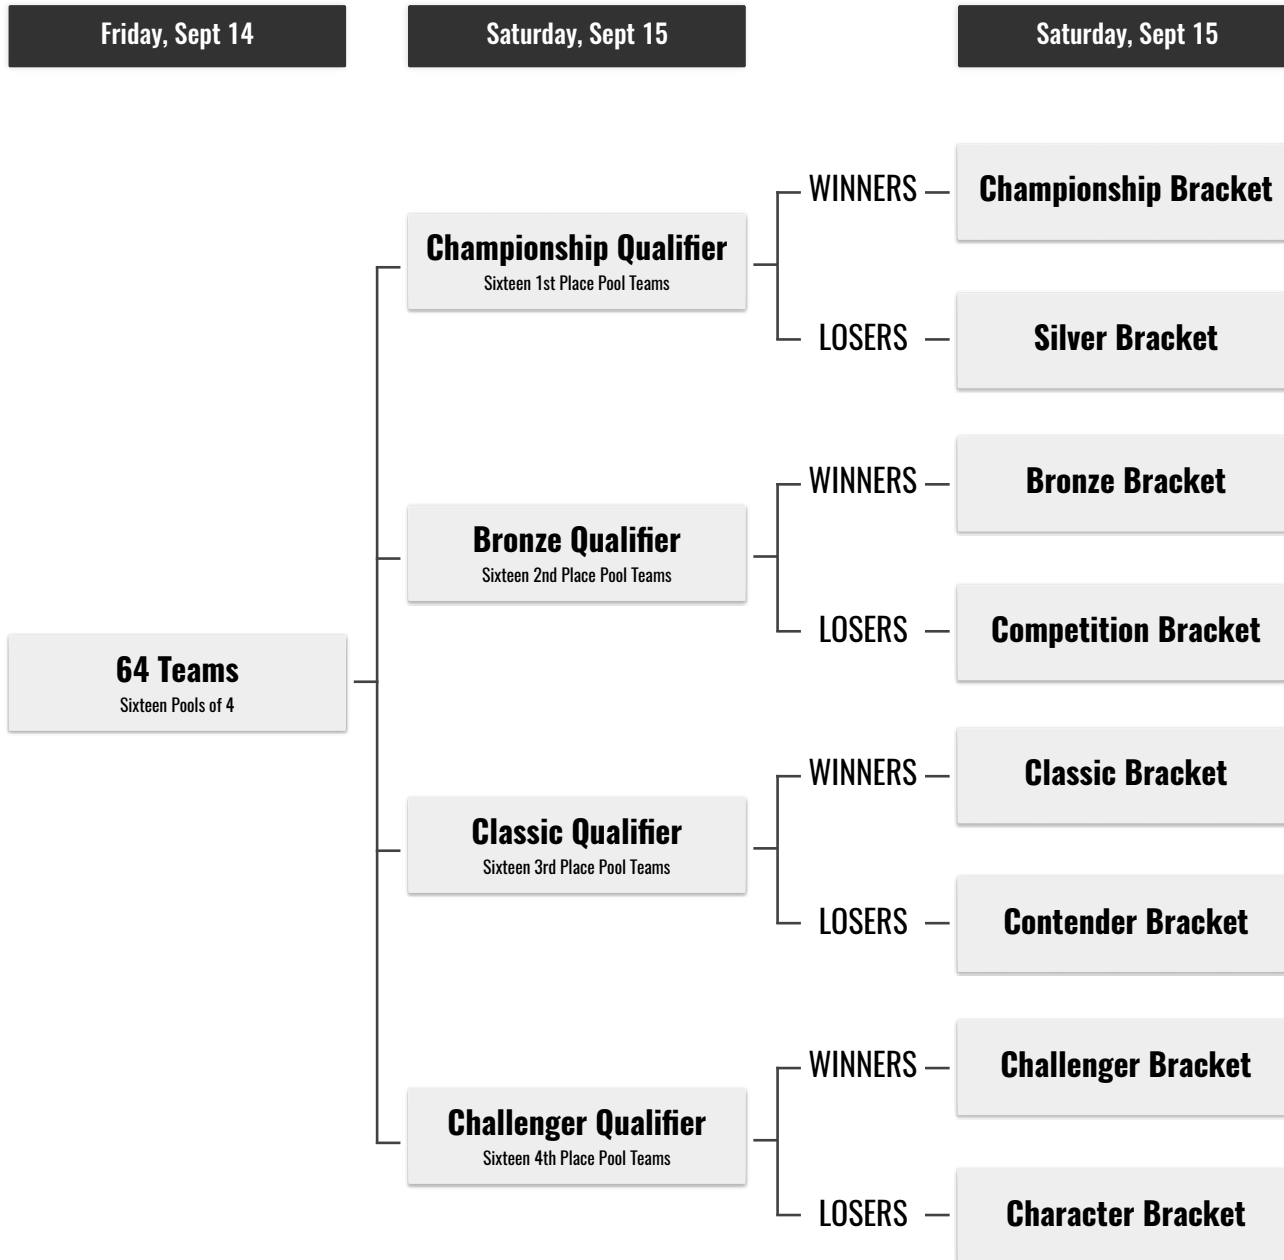 Friday, Sept 14
Saturday, Sept 15
Saturday, Sept 15
64 Teams
Sixteen Pools of 4
Championship Qualifier
Sixteen 1st Place Pool Teams
WINNERS
Championship Bracket
LOSERS
Silver Bracket
Bronze Qualifier
Sixteen 2nd Place Pool Teams
WINNERS
Bronze Bracket
LOSERS
Competition Bracket
Classic Qualifier
Sixteen 3rd Place Pool Teams
WINNERS
Classic Bracket
LOSERS
Contender Bracket
Challenger Qualifier
Sixteen 4th Place Pool Teams
WINNERS
Challenger Bracket
LOSERS
Character Bracket